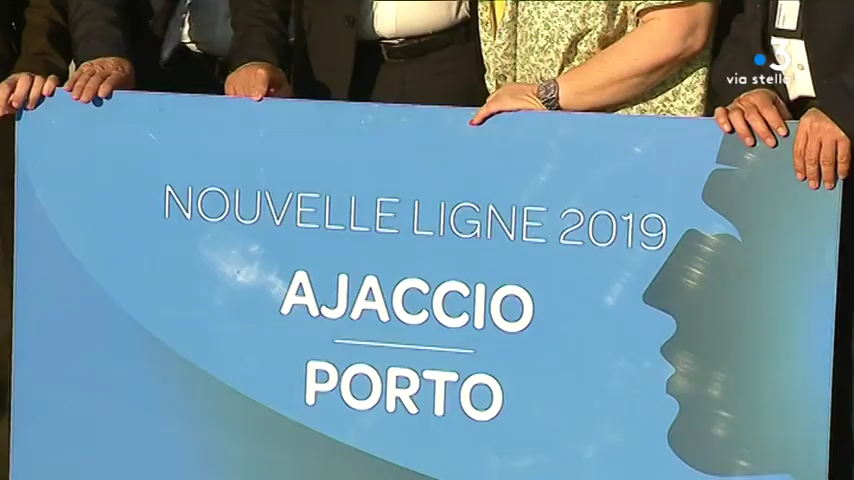 3
via stella
NOUVELLE LIGNE 2019
AJACCIO
PORTO